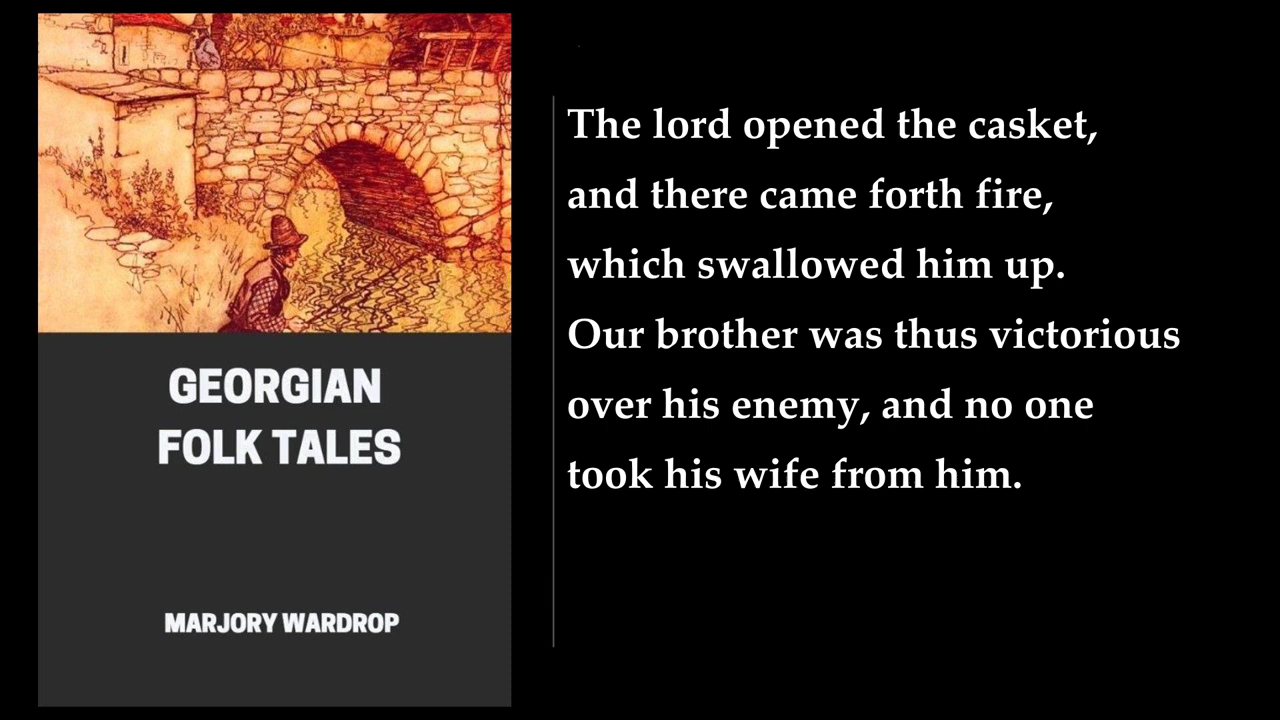 GEORGIAN
FOLK TALES
MARJORY WARDROP
The lord opened the casket,
and there came forth fire,
which swallowed him up.
Our brother was thus victorious
over his enemy, and no one
took his wife from him.